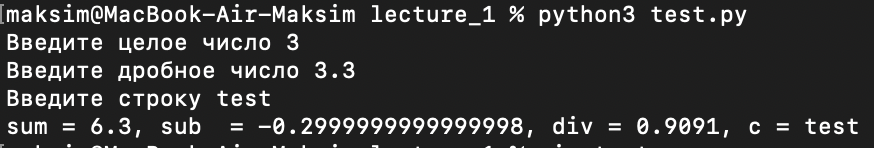 [maksim@MacBook-Air-Maksim lecture_1 % python3 test.py
Введите целое число 3
Введите дробное число 3.3
Введите строку test
sum = 6.3, sub  = -0.2999999999999998, div = 0.9091, c = test